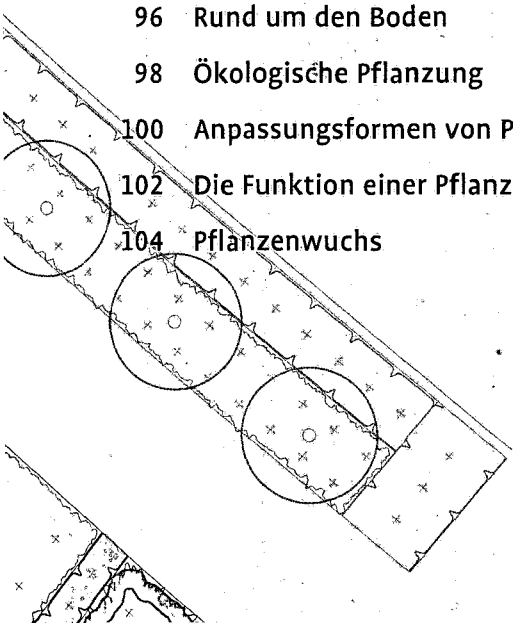 96 Rund um den Boden
98 Ökologische Pflanzung
100 Anpassungsformen von P
102 Die Funktion einer Pflanz
104 Pflanzenwuchs